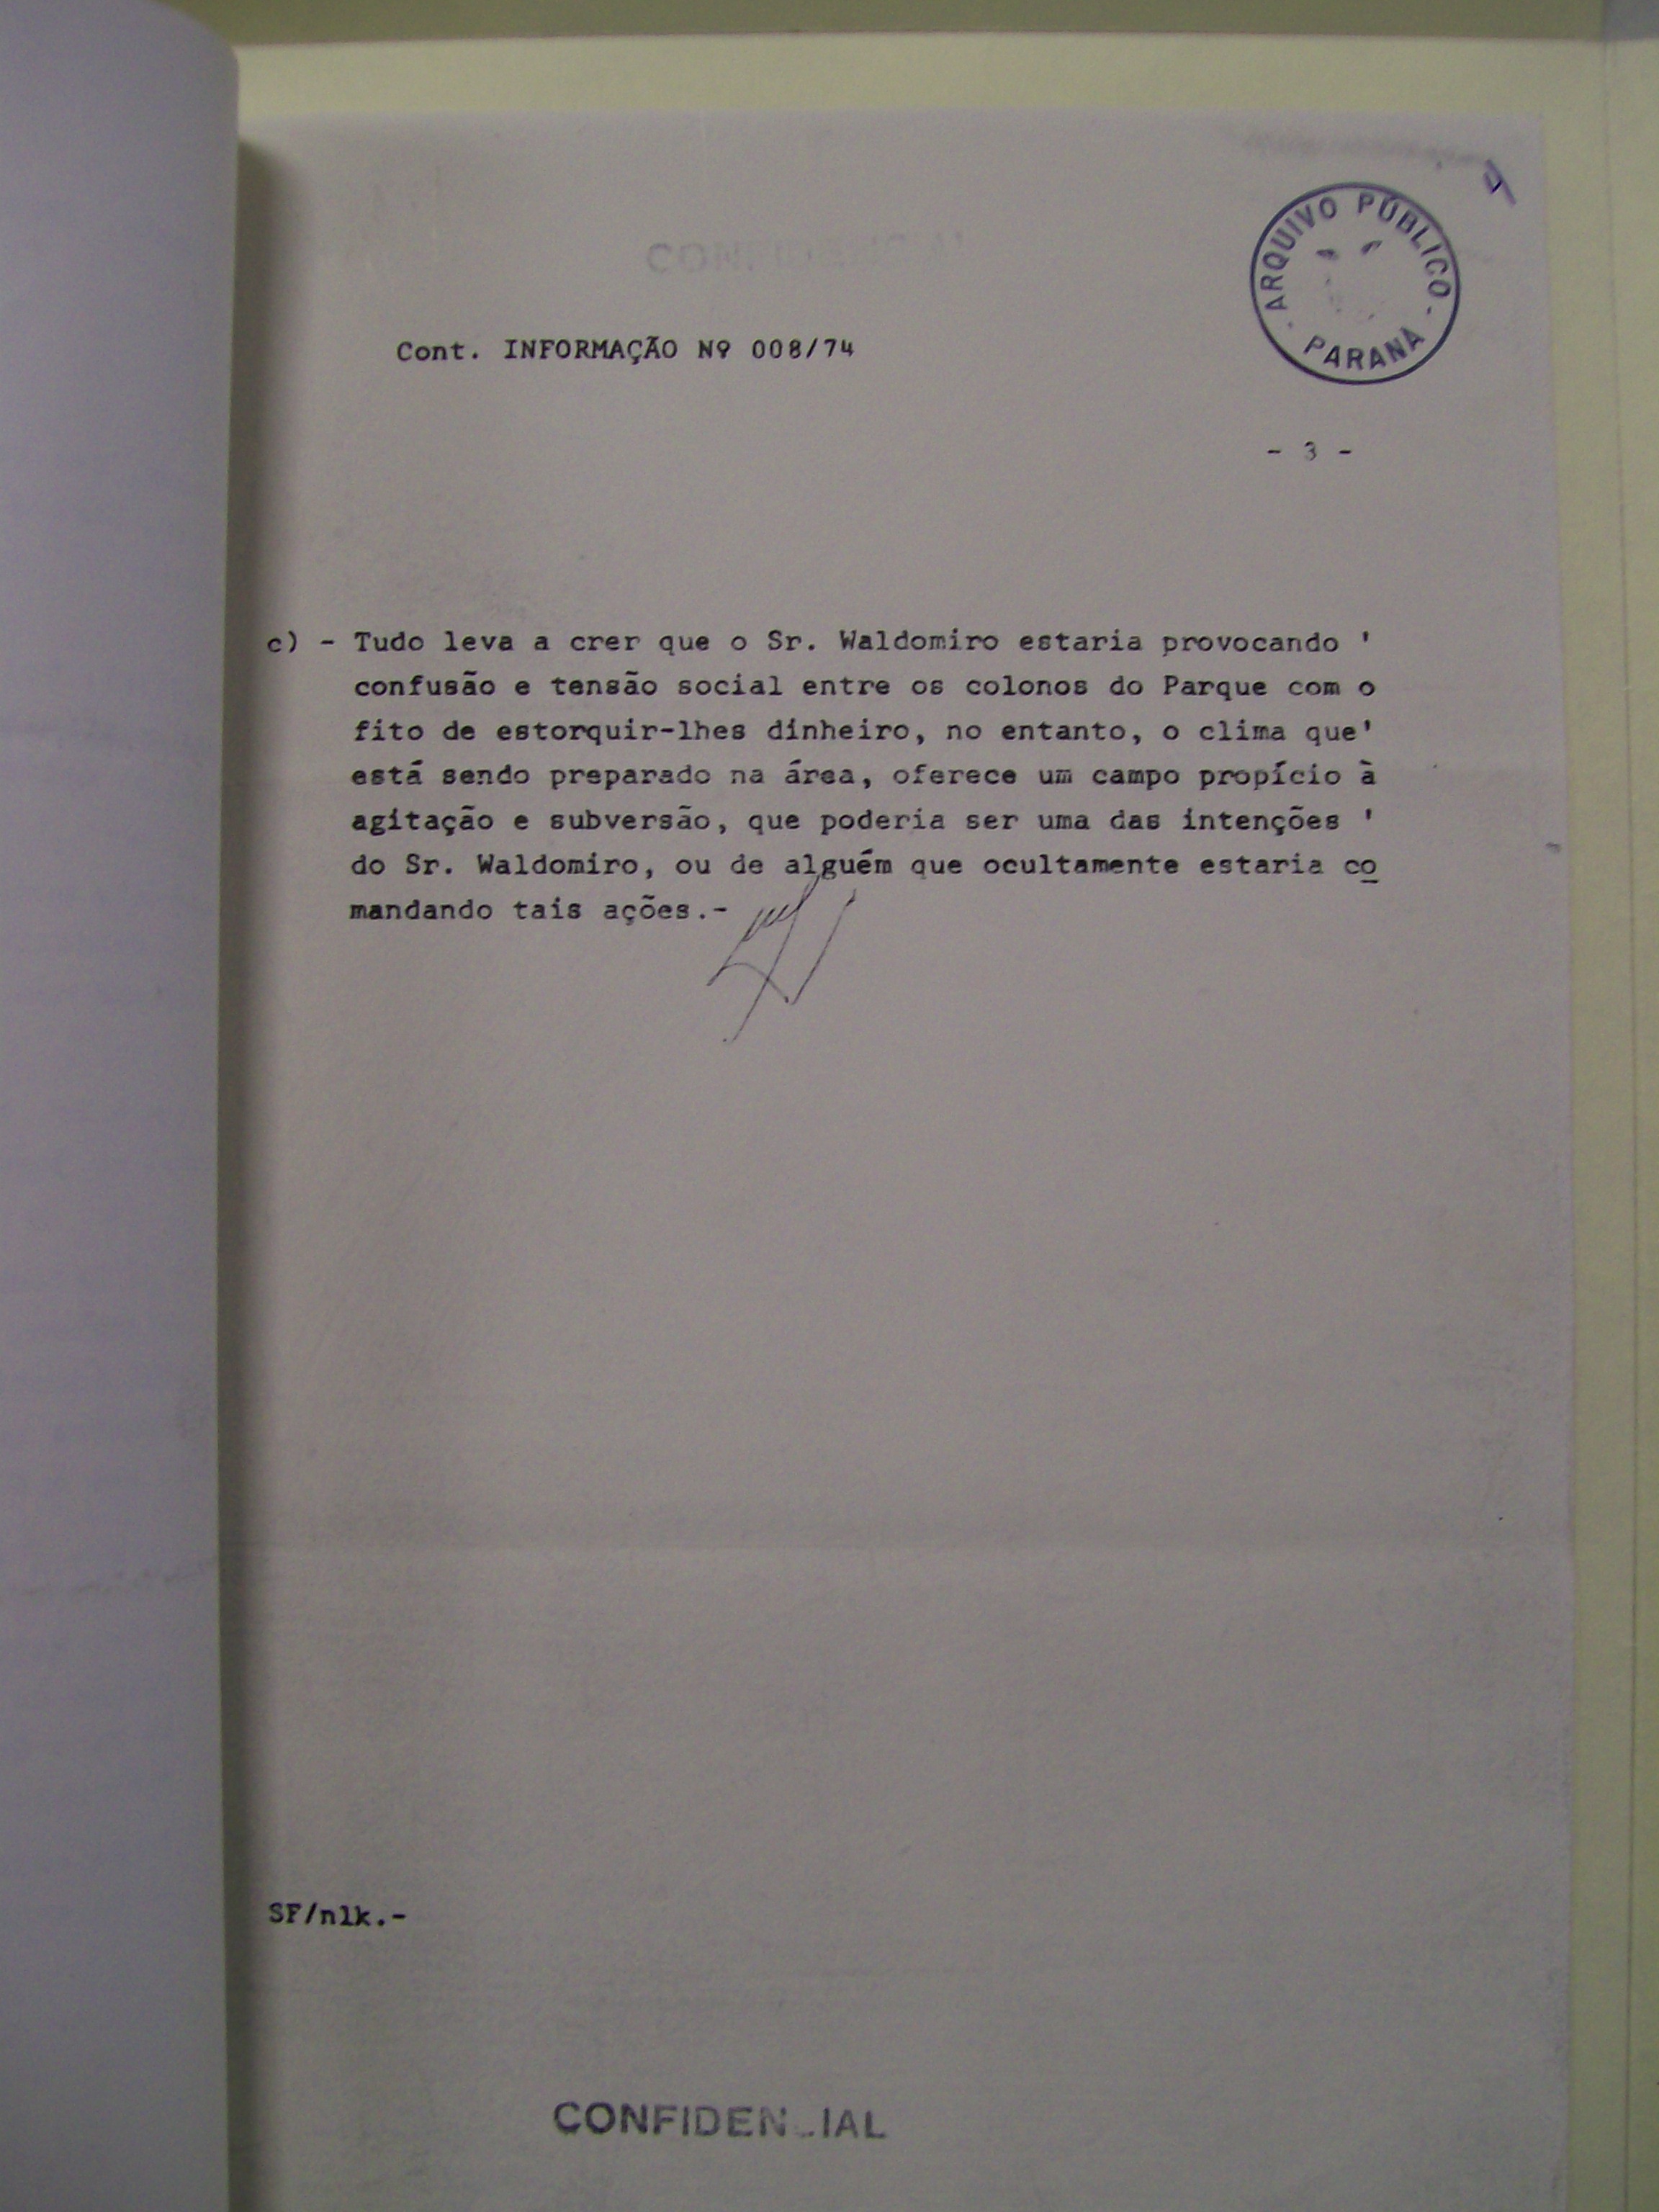 CONFIDENCIAL
ARQUIVO PÚBLICO
PARANÁ
Cont. INFORMAÇÃO Nº 008/74
- 3 -
c) - Tudo leva a crer que o Sr. Waldomiro estaria provocando '
confusão e tensão social entre os colonos do Parque com o
fito de estorquir-lhes dinheiro, no entanto, o clima que'
está sendo preparado na área, oferece um campo propício à
agitação e subversão, que poderia ser uma das intenções '
do Sr. Waldomiro, ou de alguém que ocultamente estaria co
mandando tais ações.-
SF/nlk.-
CONFIDENCIAL